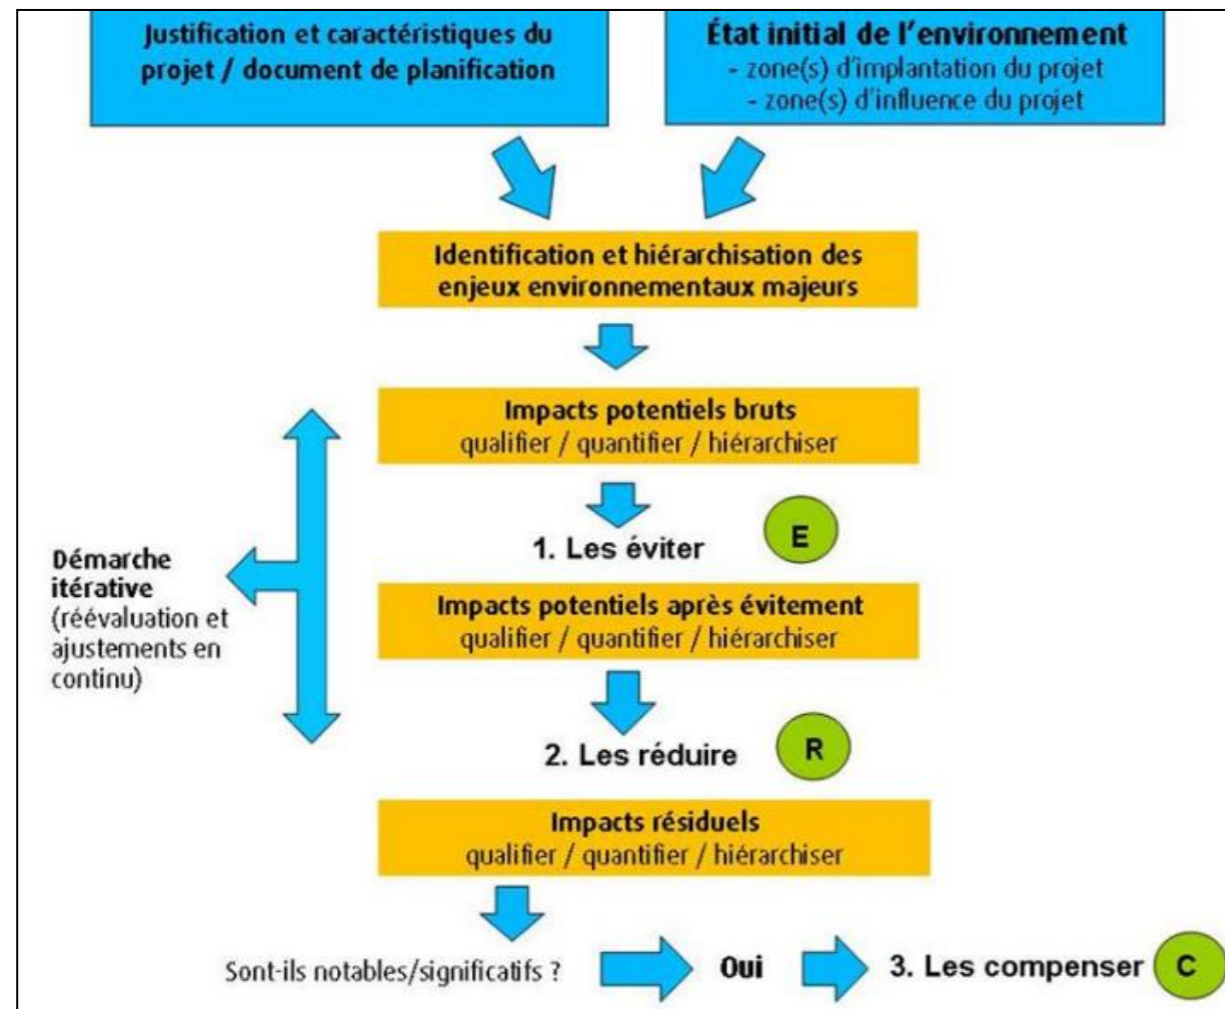 Justification et caractéristiques du
projet / document de planification
État initial de l'environnement
- zone(s) d'implantation du projet
- zone(s) d'influence du projet
Identification et hiérarchisation des
enjeux environnementaux majeurs
Impacts potentiels bruts
qualifier / quantifier / hiérarchiser
1. Les éviter
E
Démarche
itérative
(réévaluation et
ajustements en
continu)
Impacts potentiels après évitement
qualifier / quantifier / hiérarchiser
2. Les réduire
R
Impacts résiduels
qualifier / quantifier / hiérarchiser
Sont-ils notables/significatifs ?
Oui
3. Les compenser
C